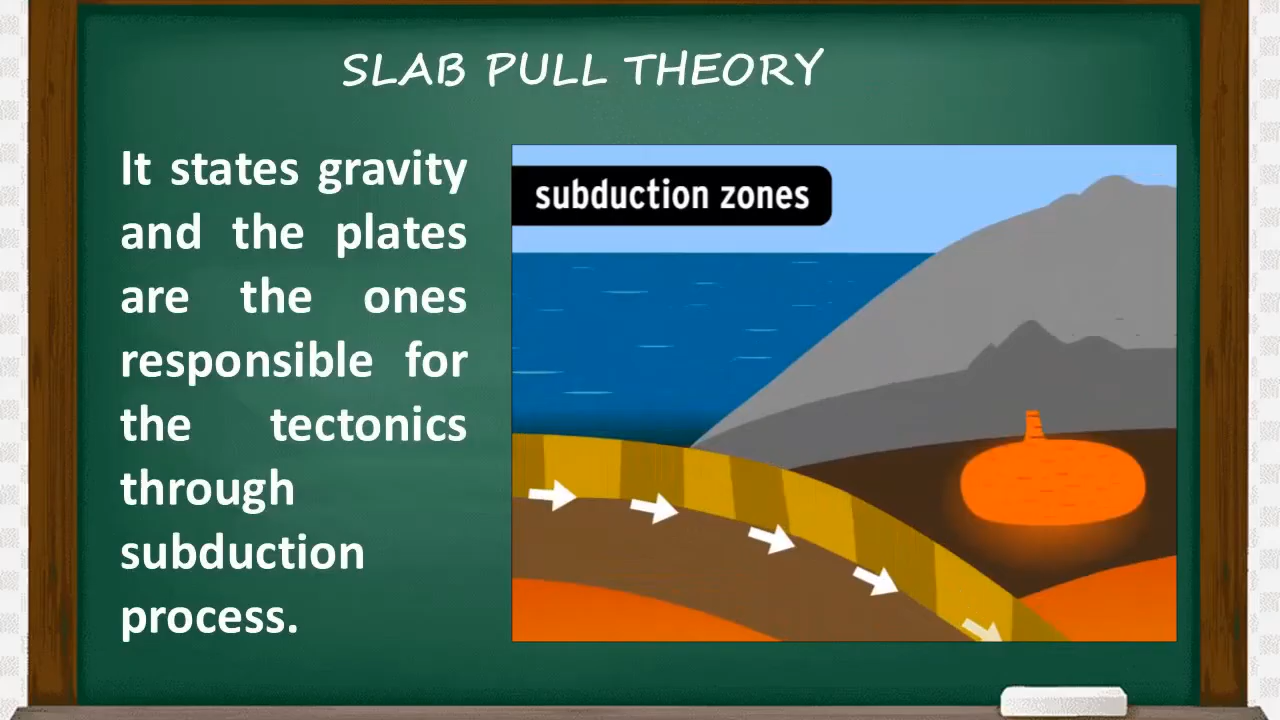 SLAB PULL THEORY
It states gravity
and the plates
are the ones
responsible for
the tectonics
through
subduction
process.
subduction zones